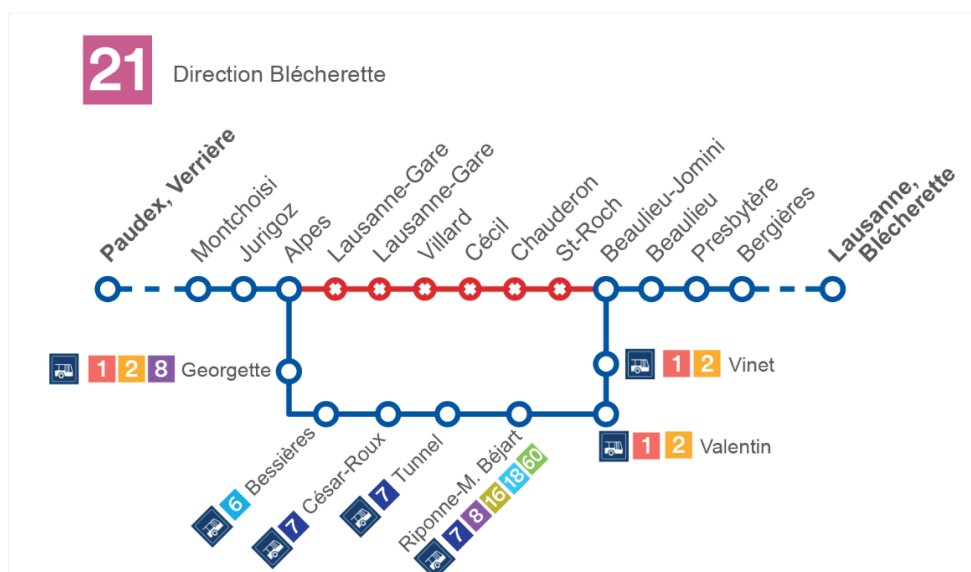 21 Direction Blécherette
Paudex, Verrière
Montchoisi
Jurigoz
Alpes
Lausanne-Gare
Lausanne-Gare
Villard
Cécil
Chauderon
St-Roch
Beaulieu-Jomini
Beaulieu
Presbytère
Bergières
Lausanne,
Blécherette
1 2 8 Georgette
1 2 Vinet
1 2 Valentin
6 Bessières
7 César-Roux
7 Tunnel
Riponne-M. Béjart
7 8 16 18 60